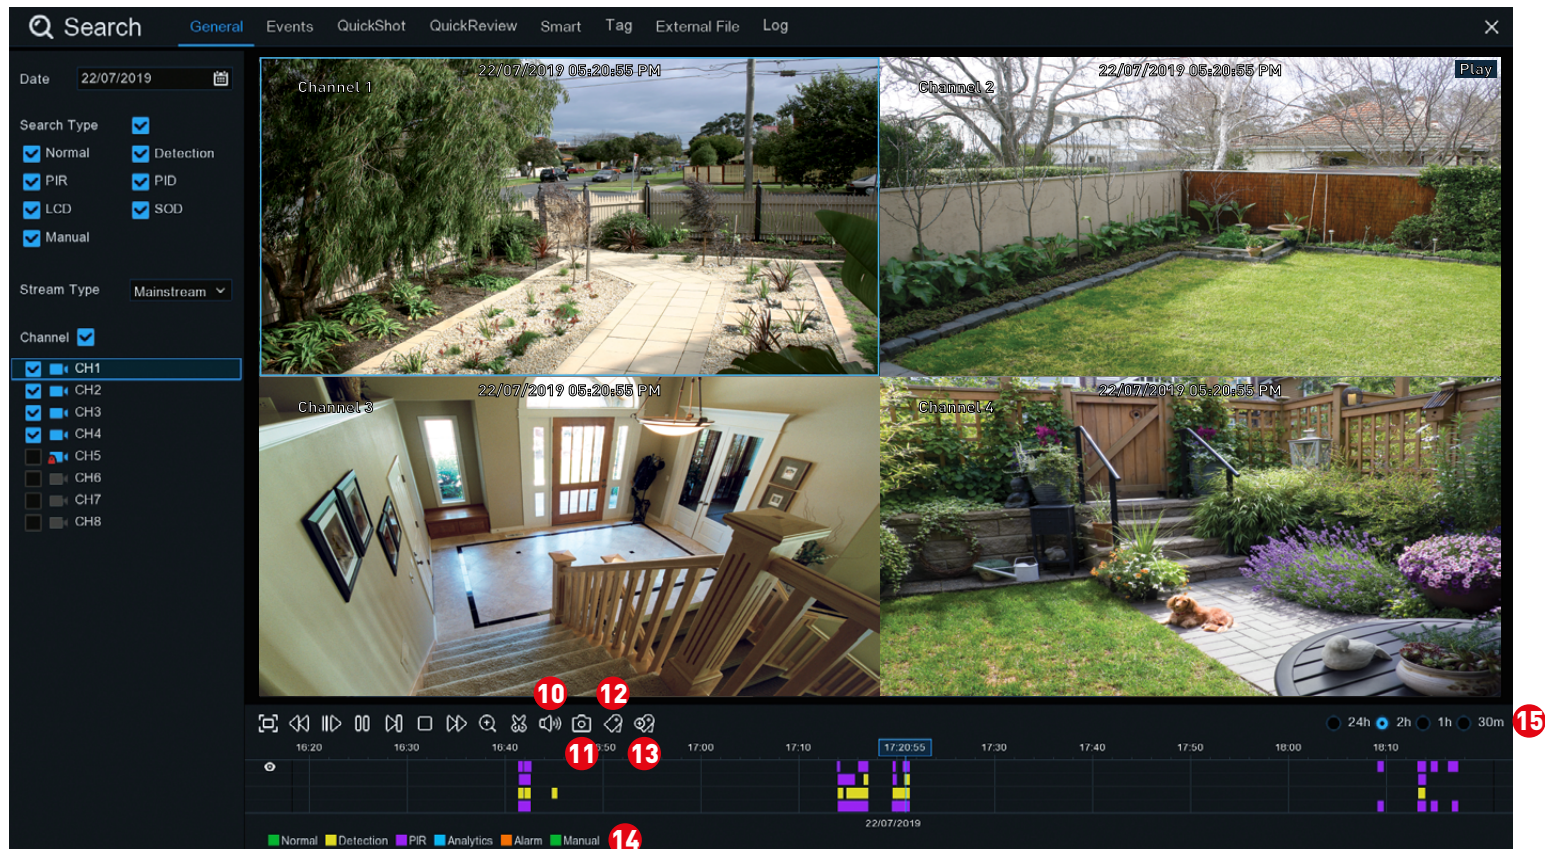 Search General Events QuickShot QuickReview Smart Tag External File Log
Date 22/07/2019
Search Type
Normal Detection
PIR PID
LCD SOD
Manual
Stream Type Mainstream
Channel
CH1
CH2
CH3
CH4
CH5
CH6
CH7
CH8
22/07/2019 05:20:55 PM
Channel 1
22/07/2019 05:20:55 PM Play
Channel 2
22/07/2019 05:20:55 PM
Channel 3
22/07/2019 05:20:55 PM
Channel 4
10 12
24h 2h 1h 30m 15
11 13
16:20 16:30 16:40 :50 17:00 17:10 17:20:55 17:30 17:40 17:50 18:00 18:10
22/07/2019
Normal Detection PIR Analytics Alarm Manual 14